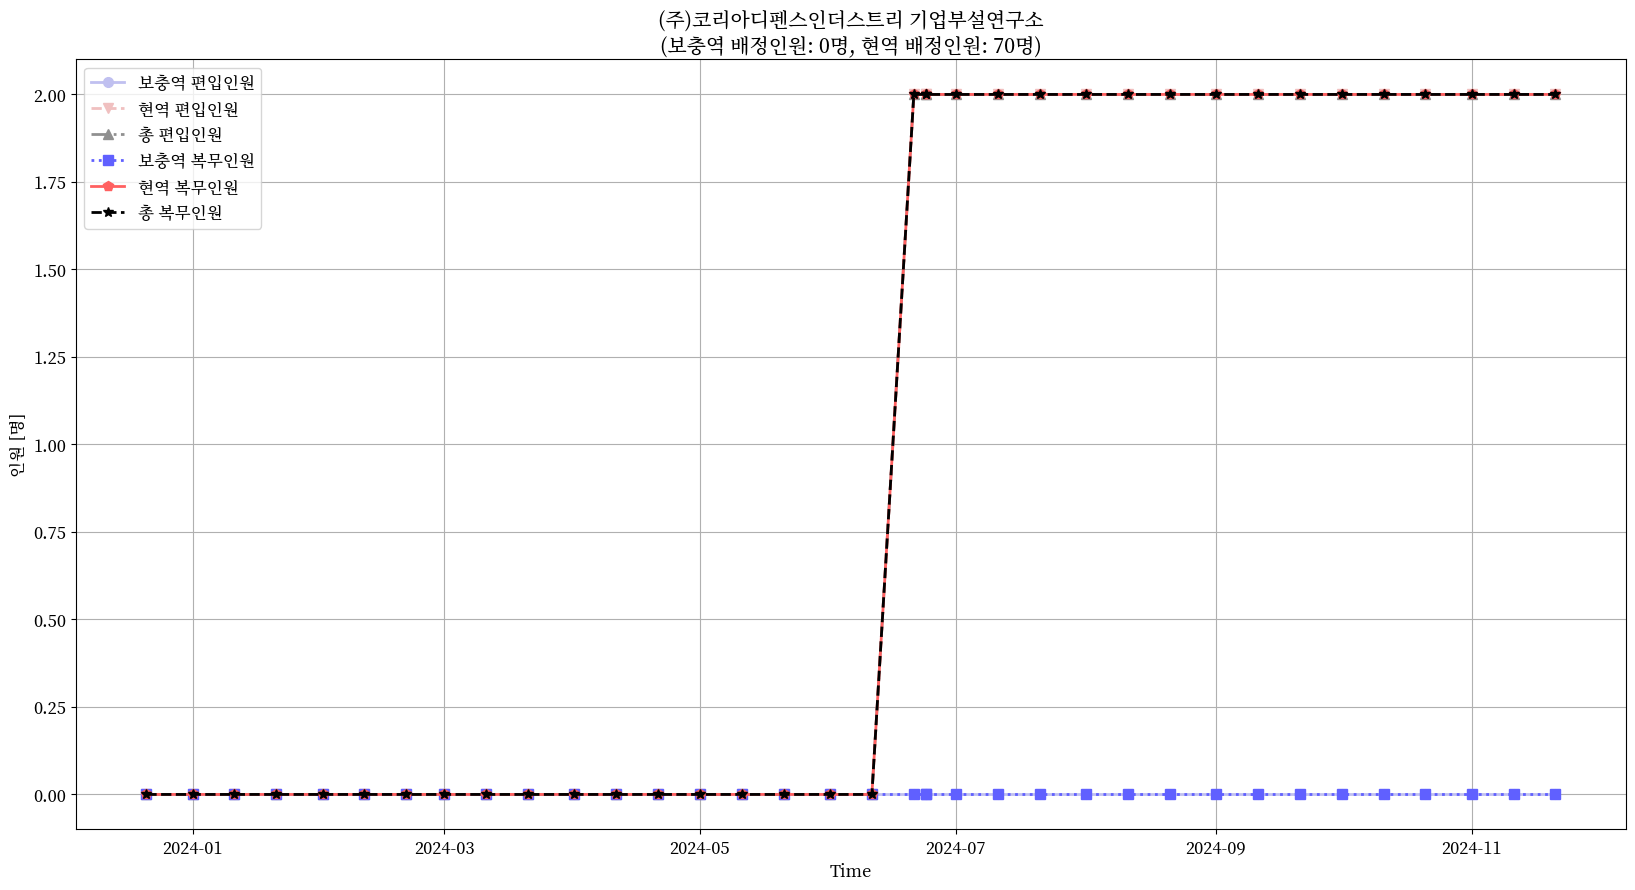 (주)코리아디펜스인더스트리 기업부설연구소
(보충역 배정인원: 0명, 현역 배정인원: 70명)
보충역 편입인원
현역 편입인원
총 편입인원
보충역 복무인원
현역 복무인원
총 복무인원
2.00
1.75
1.50
1.25
1.00
0.75
0.50
0.25
0.00
인원 [명]
2024-01
2024-03
2024-05
2024-07
2024-09
2024-11
Time